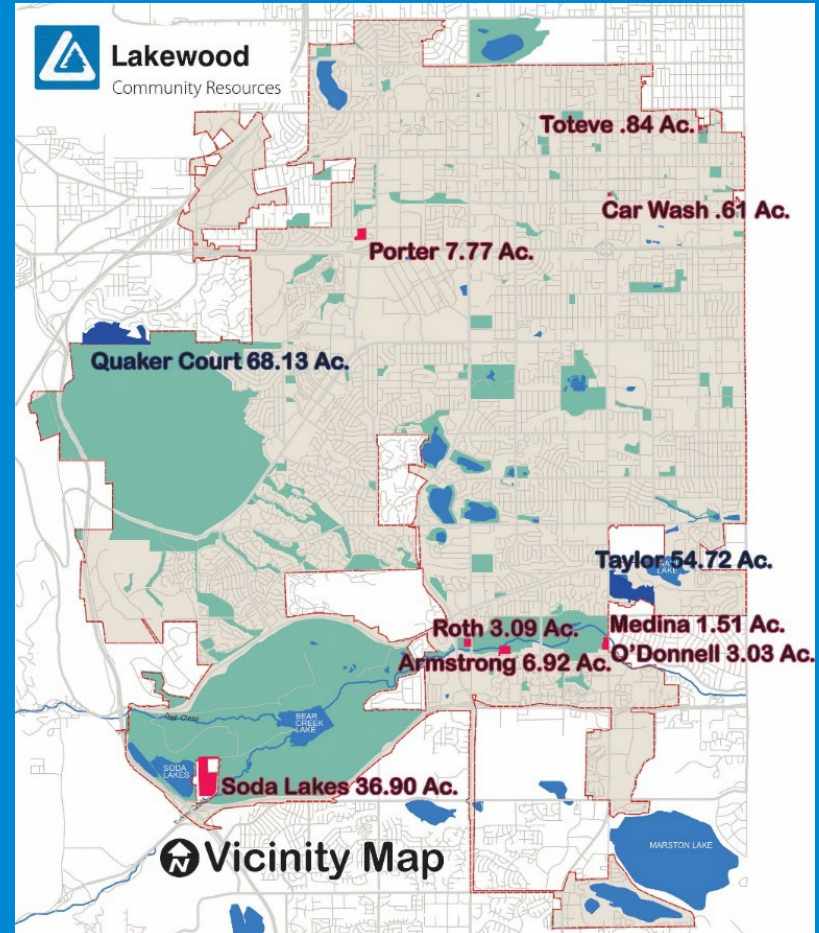 Lakewood
Community Resources
Toteve .84 Ac.
Car Wash .61 Ac.
Porter 7.77 Ac.
Quaker Court 68.13 Ac.
Taylor 54.72 Ac.
LAKE
Roth 3.09 Ac.
Medina 1.51 Ac.
Armstrong 6.92 Ac.
O'Donnell 3.03 Ac.
BEAR
CREEK
LAKE
SODA
LAKES
Soda Lakes 36.90 Ac.
N Vicinity Map
MARSTON LAKE